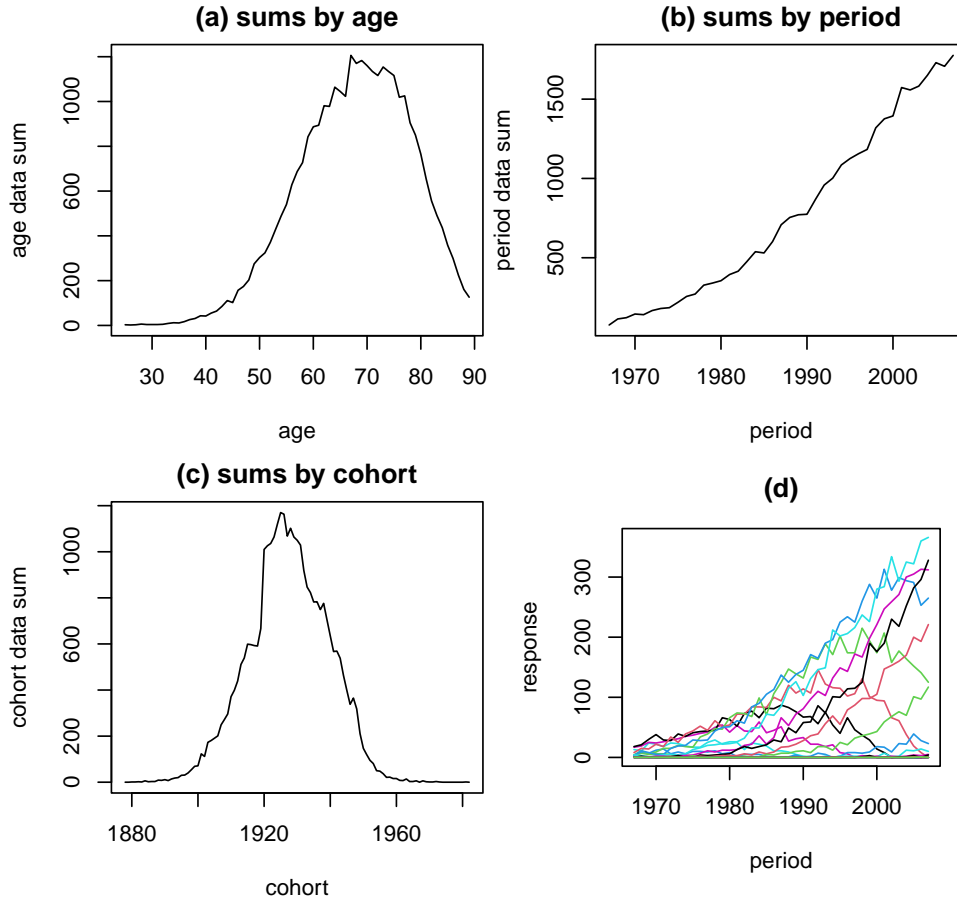 (a) sums by age
age data sum
0
200
600
1000
30 40 50 60 70 80 90
age
(b) sums by period
period data sum
500
1000
1500
1970 1980 1990 2000
period
(c) sums by cohort
cohort data sum
0
200
600
1000
1880 1920 1960
cohort
(d)
response
0
100
200
300
1970 1980 1990 2000
period